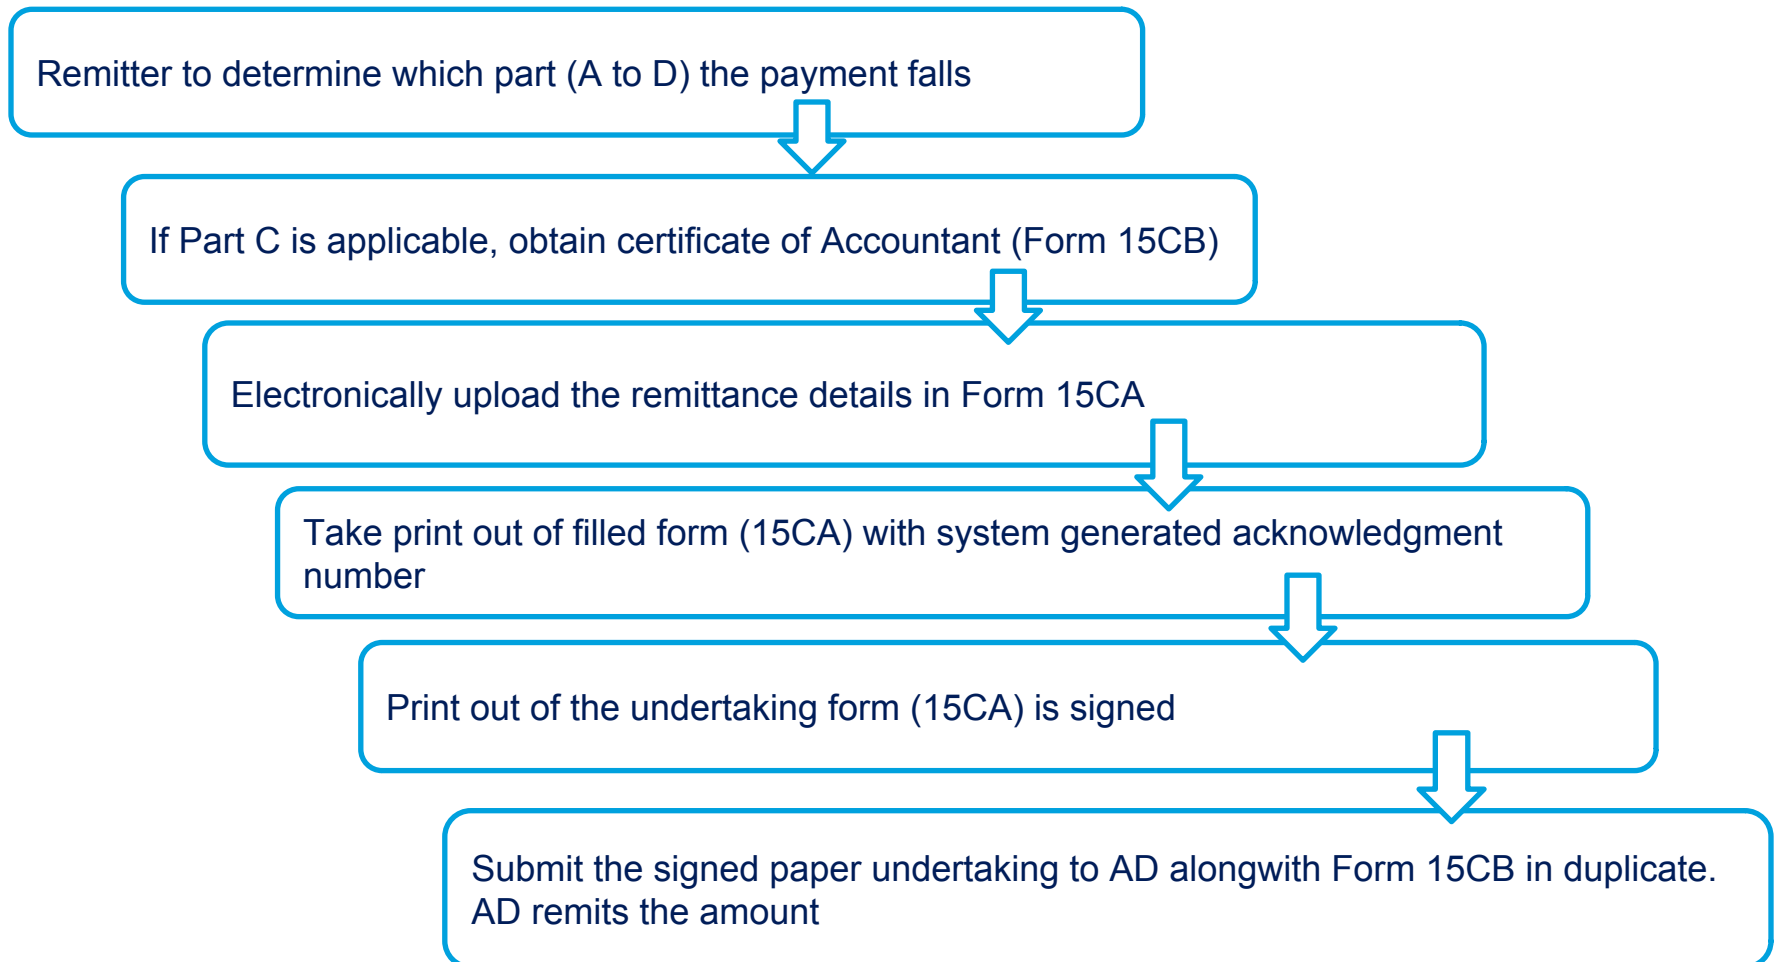 Remitter to determine which part (A to D) the payment falls
If Part C is applicable, obtain certificate of Accountant (Form 15CB)
Electronically upload the remittance details in Form 15CA
Take print out of filled form (15CA) with system generated acknowledgment
number
Print out of the undertaking form (15CA) is signed
Submit the signed paper undertaking to AD alongwith Form 15CB in duplicate.
AD remits the amount